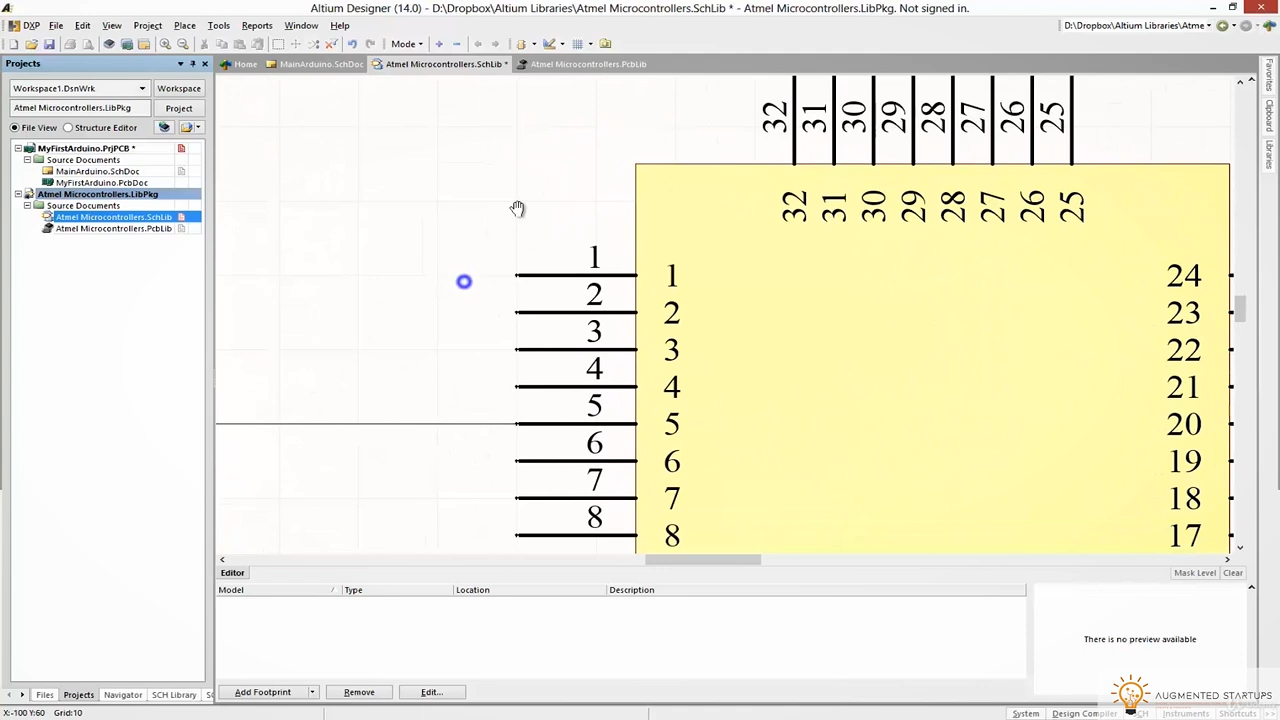 Altium Designer (14.0) - D:\Dropbox\Altium Libraries\Atmel Microcontrollers.SchLib * - Atmel Microcontrollers.LibPkg. Not signed in.
DXP File Edit View Project Place Tools Reports Window Help D:\Dropbox\Altium Libraries\Atme
Mode
Projects Home MainArduino.SchDoc Atmel Microcontrollers.SchLib * Atmel Microcontrollers.PcbLib
Workspace1.DsnWrk Workspace
Atmel Microcontrollers.LibPkg Project
File View Structure Editor
MyFirstArduino.PrjPCB *
Source Documents
MainArduino.SchDoc
MyFirstArduino.PcbDoc
Atmel Microcontrollers.LibPkg
Source Documents
Atmel Microcontrollers.SchLib
Atmel Microcontrollers.PcbLib
32 31 30 29 28 27 26 25
32 31 30 29 28 27 26 25
1 1 24
2 2 23
3 3 22
4 4 21
5 5 20
6 6 19
7 7 18
8 8 17
Favorites
Clipboard
Libraries
Editor Mask Level Clear
Model Type Location Description
There is no preview available
Add Footprint Remove Edit...
Files Projects Navigator SCH Library SC
AUGMENTED STARTUPS
X:-100 Y:60 Grid:10 System Design Compiler SCH Instruments Shortcuts >>